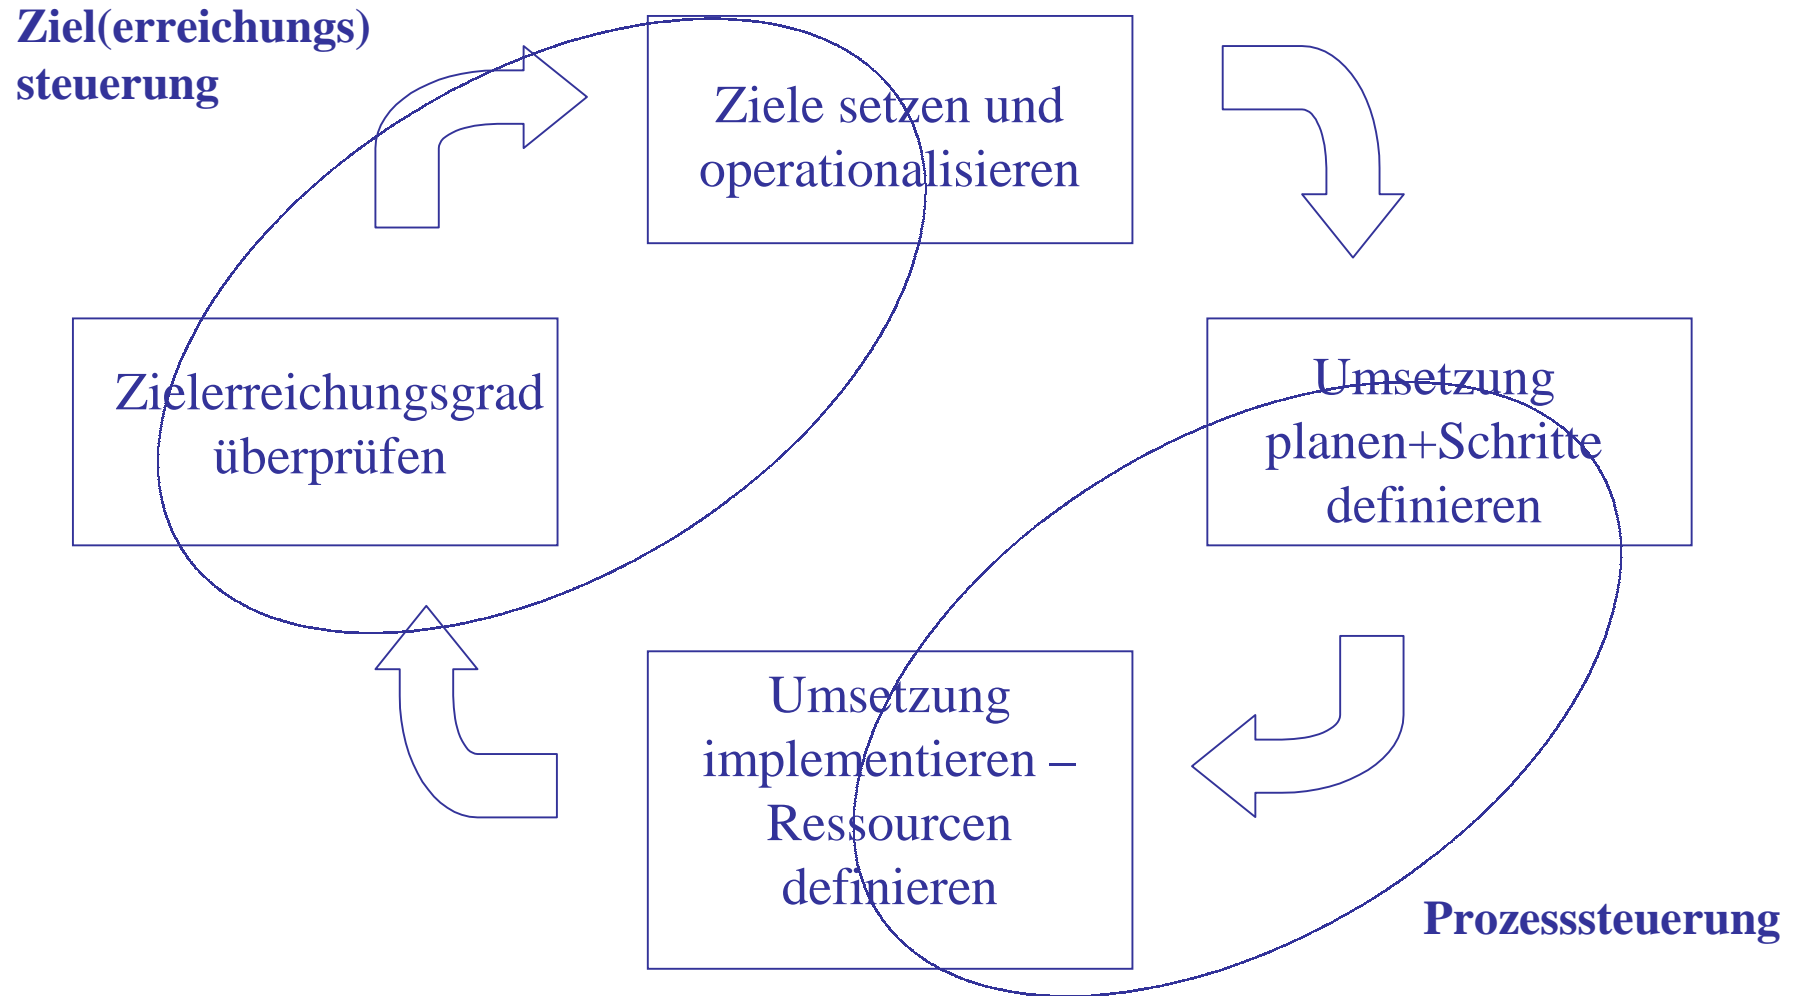 Ziel(erreichungs)
steuerung
Ziele setzen und
operationalisieren
Zielerreichungsgrad
überprüfen
Umsetzung
planen+Schritte
definieren
Umsetzung
implementieren –
Ressourcen
definieren
Prozesssteuerung